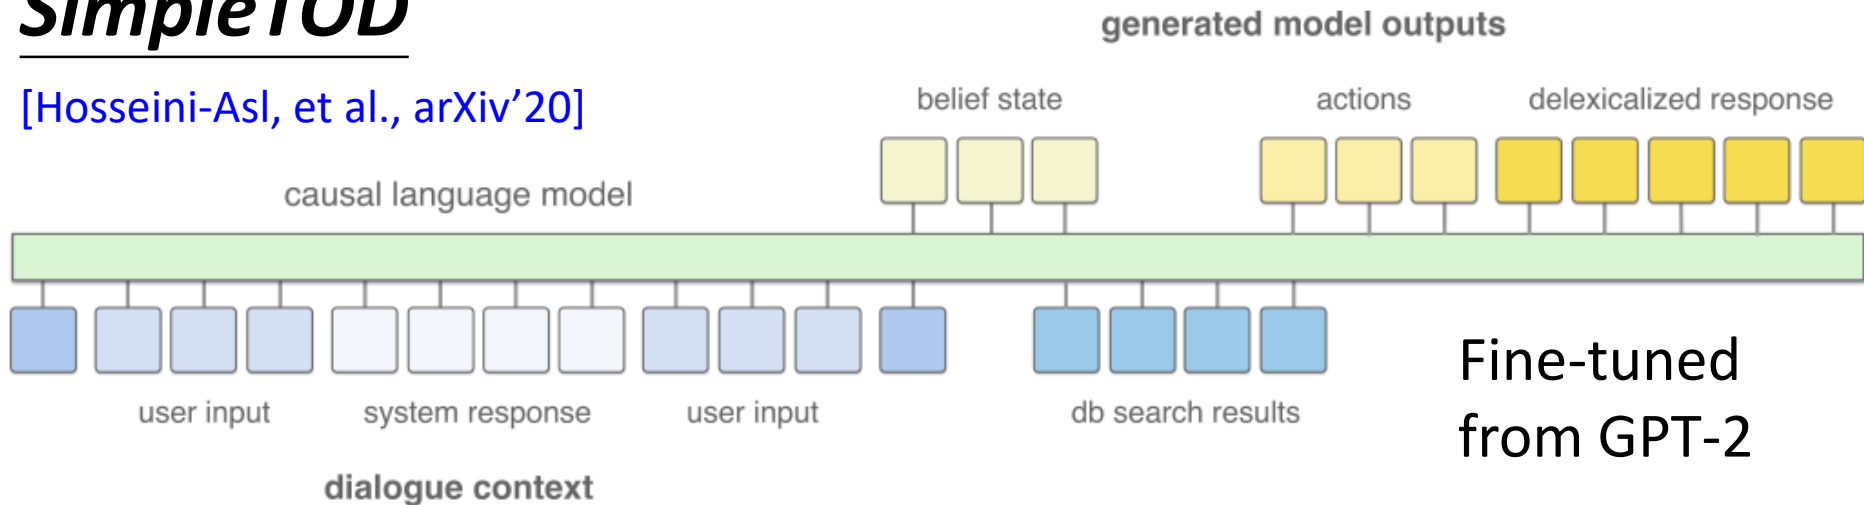 SimpleTOD
[Hosseini-Asl, et al., arXiv’20]
generated model outputs
belief state
actions
delexicalized response
causal language model
user input
system response
user input
db search results
dialogue context
Fine-tuned
from GPT-2